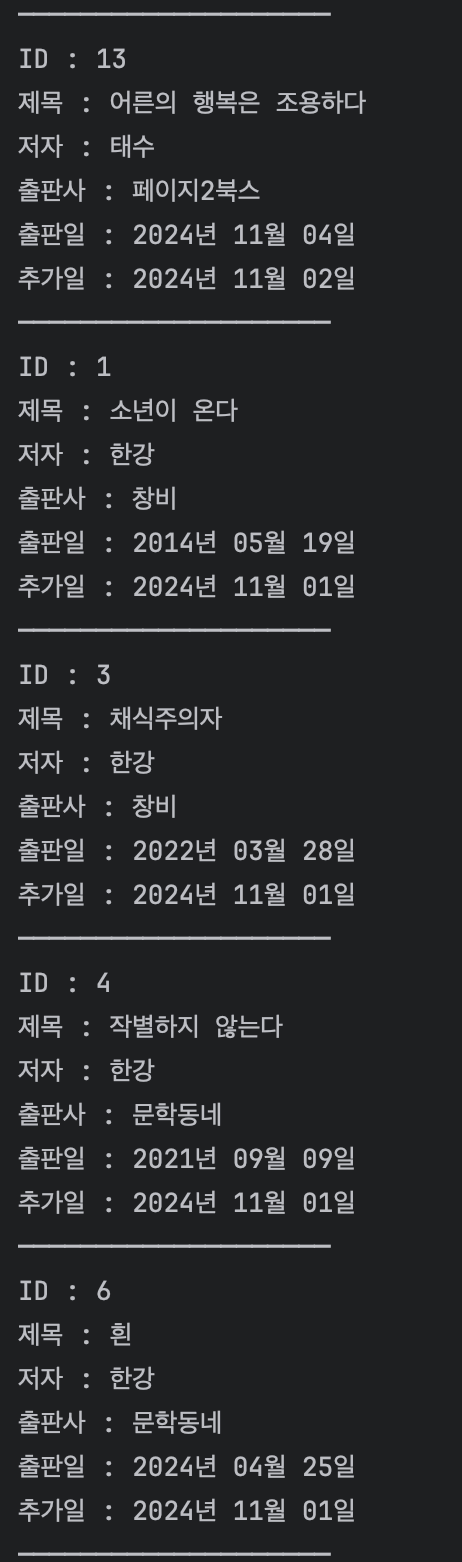 ID : 13
제목 : 어른의 행복은 조용하다
저자 : 태수
출판사 : 페이지2북스
출판일 : 2024년 11월 04일
추가일 : 2024년 11월 02일
ID : 1
제목 : 소년이 온다
저자 : 한강
출판사 : 창비
출판일 : 2014년 05월 19일
추가일 : 2024년 11월 01일
ID : 3
제목 : 채식주의자
저자 : 한강
출판사 : 창비
출판일 : 2022년 03월 28일
추가일 : 2024년 11월 01일
ID : 4
제목 : 작별하지 않는다
저자 : 한강
출판사 : 문학동네
출판일 : 2021년 09월 09일
추가일 : 2024년 11월 01일
ID : 6
제목 : 흰
저자 : 한강
출판사 : 문학동네
출판일 : 2024년 04월 25일
추가일 : 2024년 11월 01일